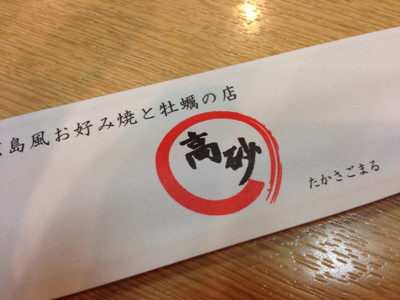 島風お好み焼と牡蠣の店
高砂
たかさごまる